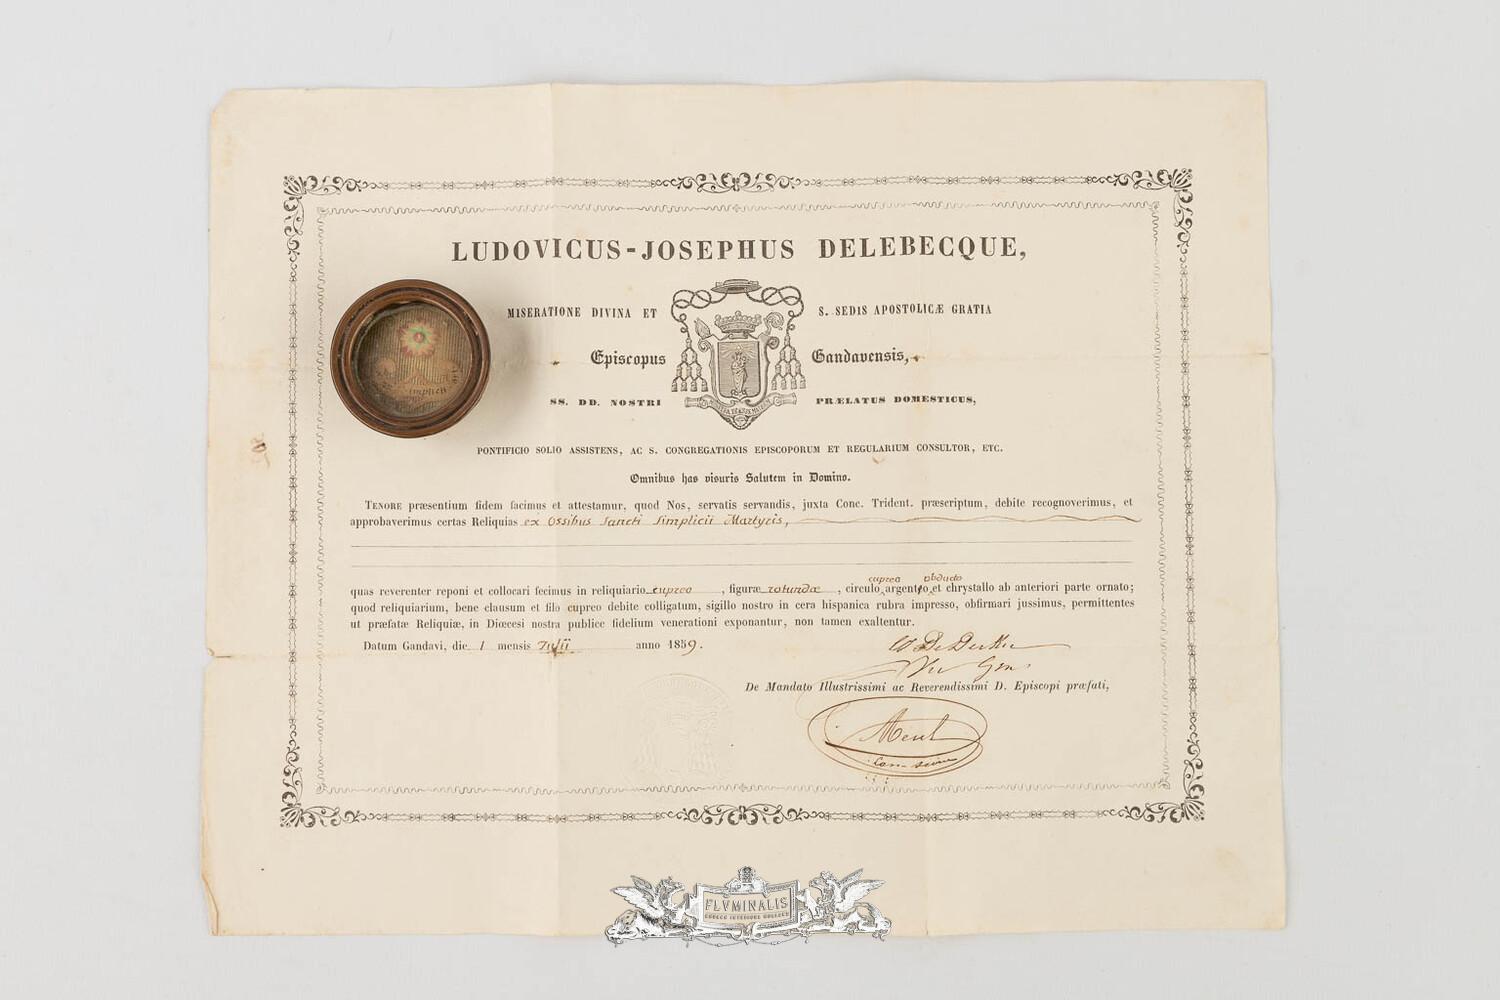 LUDOVICUS-JOSEPHUS DELEBECQUE,
MISERATIONE DIVINA ET S. SEDIS APOSTOLICÆ GRATIA
Episcopus Gandavensis,
SS. DD. NOSTRI PRÆLATUS DOMESTICUS,
PONTIFICIO SOLIO ASSISTENS, AC S. CONGREGATIONIS EPISCOPORUM ET REGULARIUM CONSULTOR, ETC.
Omnibus has visuris Salutem in Domino.
TENORE præsentium fidem facimus et attestamur, quod Nos, servatis servandis, juxta Conc. Trident. præscriptum, debite recognoverimus, et
approbaverimus certas Reliquias ex Ossibus Sancti Simplicii Martyris,
cupreo obducto
quas reverenter reponi et collocari fecimus in reliquiario cupreo, figuræ rotundæ, circulo argenteo et chrystallo ab anteriori parte ornato;
quod reliquiarium, bene clausum et filo cupreo debite colligatum, sigillo nostro in cera hispanica rubra impresso, obfirmari jussimus, permittentes
ut præfatæ Reliquiæ, in Diœcesi nostra publice fidelium venerationi exponantur, non tamen exaltentur.
Datum Gandavi, die 1 mensis Julii anno 1859.
Vic Gen
De Mandato Illustrissimi ac Reverendissimi D. Episcopi præfati,
FLVMINALIS